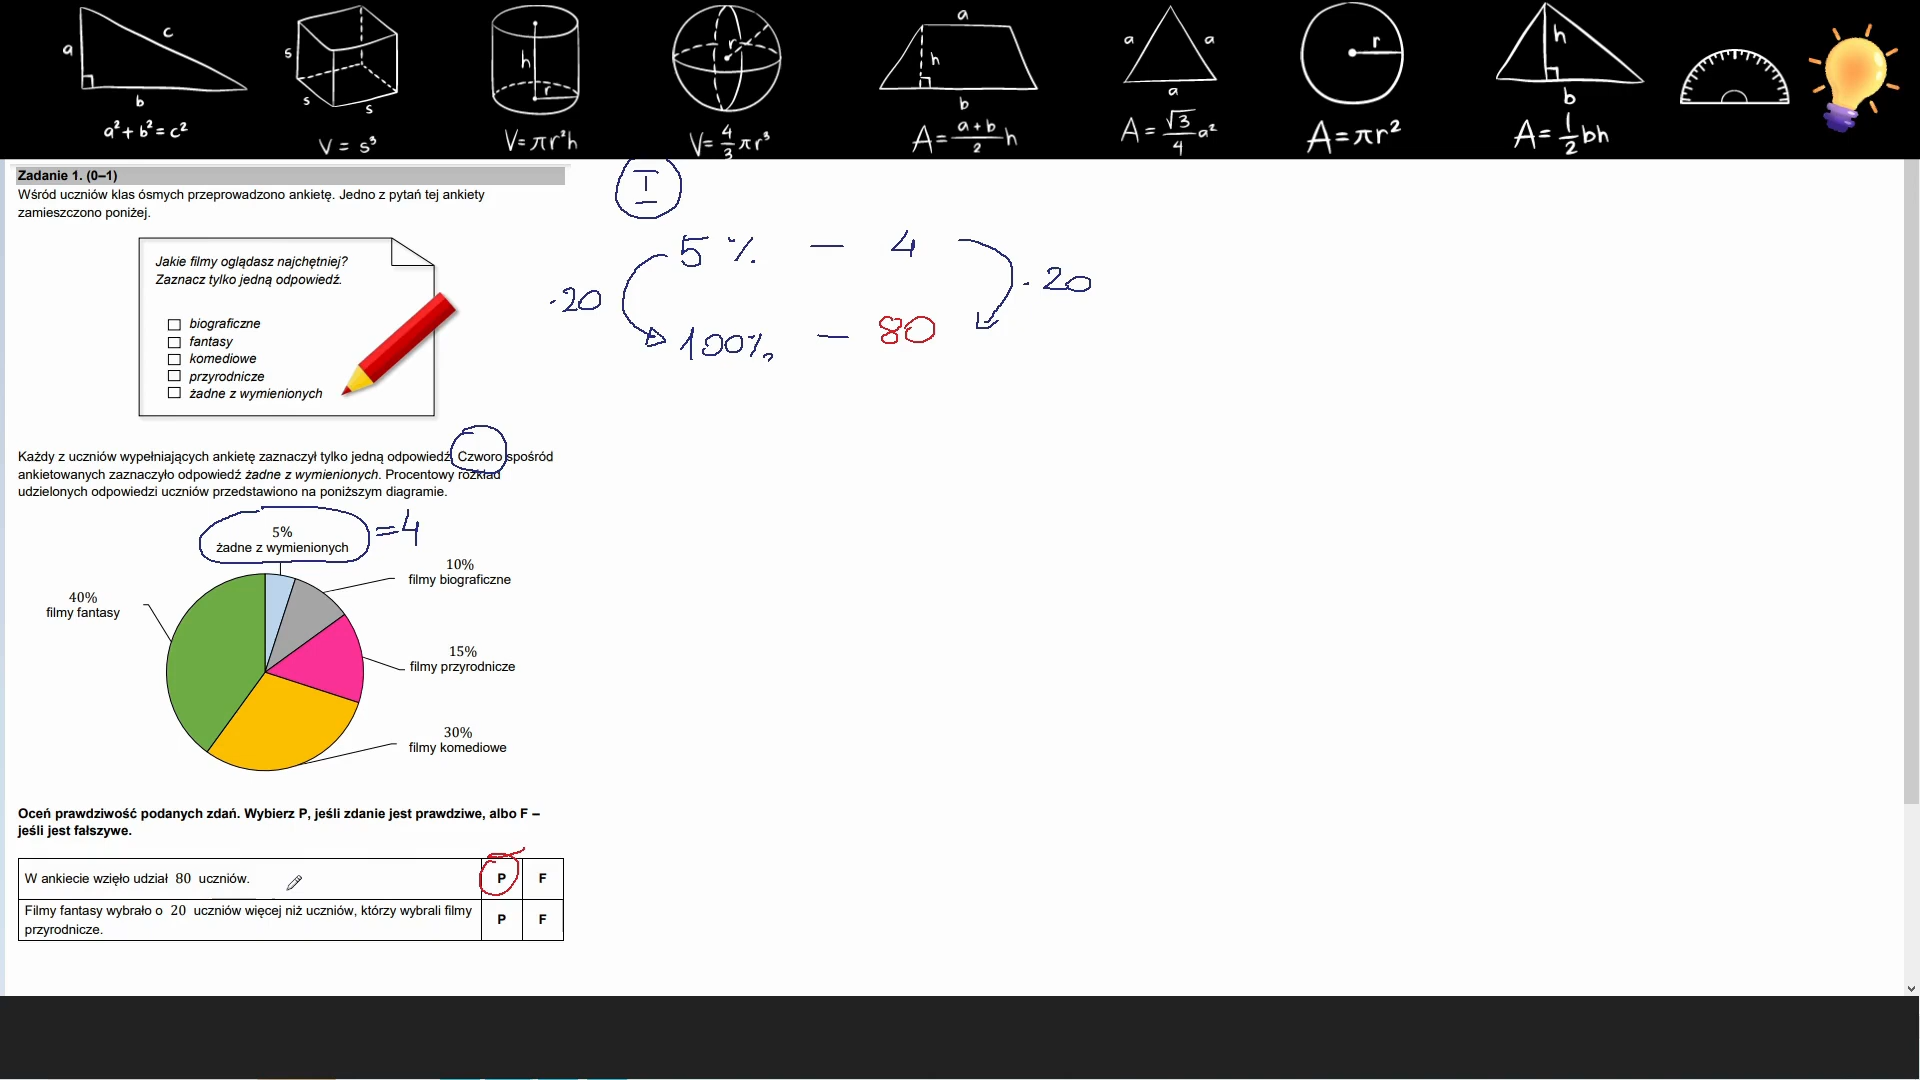 a
c
b
a² + b² = c²
s
s
s
V = s³
h
r
V = πr²h
r
V = 4/3 πr³
a
h
b
A = a+b/2 h
a
a
a
A = √3/4 a²
r
A = πr²
h
b
A = 1/2 bh
Zadanie 1. (0–1)
Wśród uczniów klas ósmych przeprowadzono ankietę. Jedno z pytań tej ankiety
zamieszczono poniżej.
Jakie filmy oglądasz najchętniej?
Zaznacz tylko jedną odpowiedź.
biograficzne
fantasy
komediowe
przyrodnicze
żadne z wymienionych
Każdy z uczniów wypełniających ankietę zaznaczył tylko jedną odpowiedź. Czworo spośród
ankietowanych zaznaczyło odpowiedź żadne z wymienionych. Procentowy rozkład
udzielonych odpowiedzi uczniów przedstawiono na poniższym diagramie.
5%
żadne z wymienionych
= 4
10%
filmy biograficzne
40%
filmy fantasy
15%
filmy przyrodnicze
30%
filmy komediowe
Oceń prawdziwość podanych zdań. Wybierz P, jeśli zdanie jest prawdziwe, albo F –
jeśli jest fałszywe.
W ankiecie wzięło udział 80 uczniów. P F
Filmy fantasy wybrało o 20 uczniów więcej niż uczniów, którzy wybrali filmy
przyrodnicze. P F
I
5% — 4
·20
·20
100% — 80